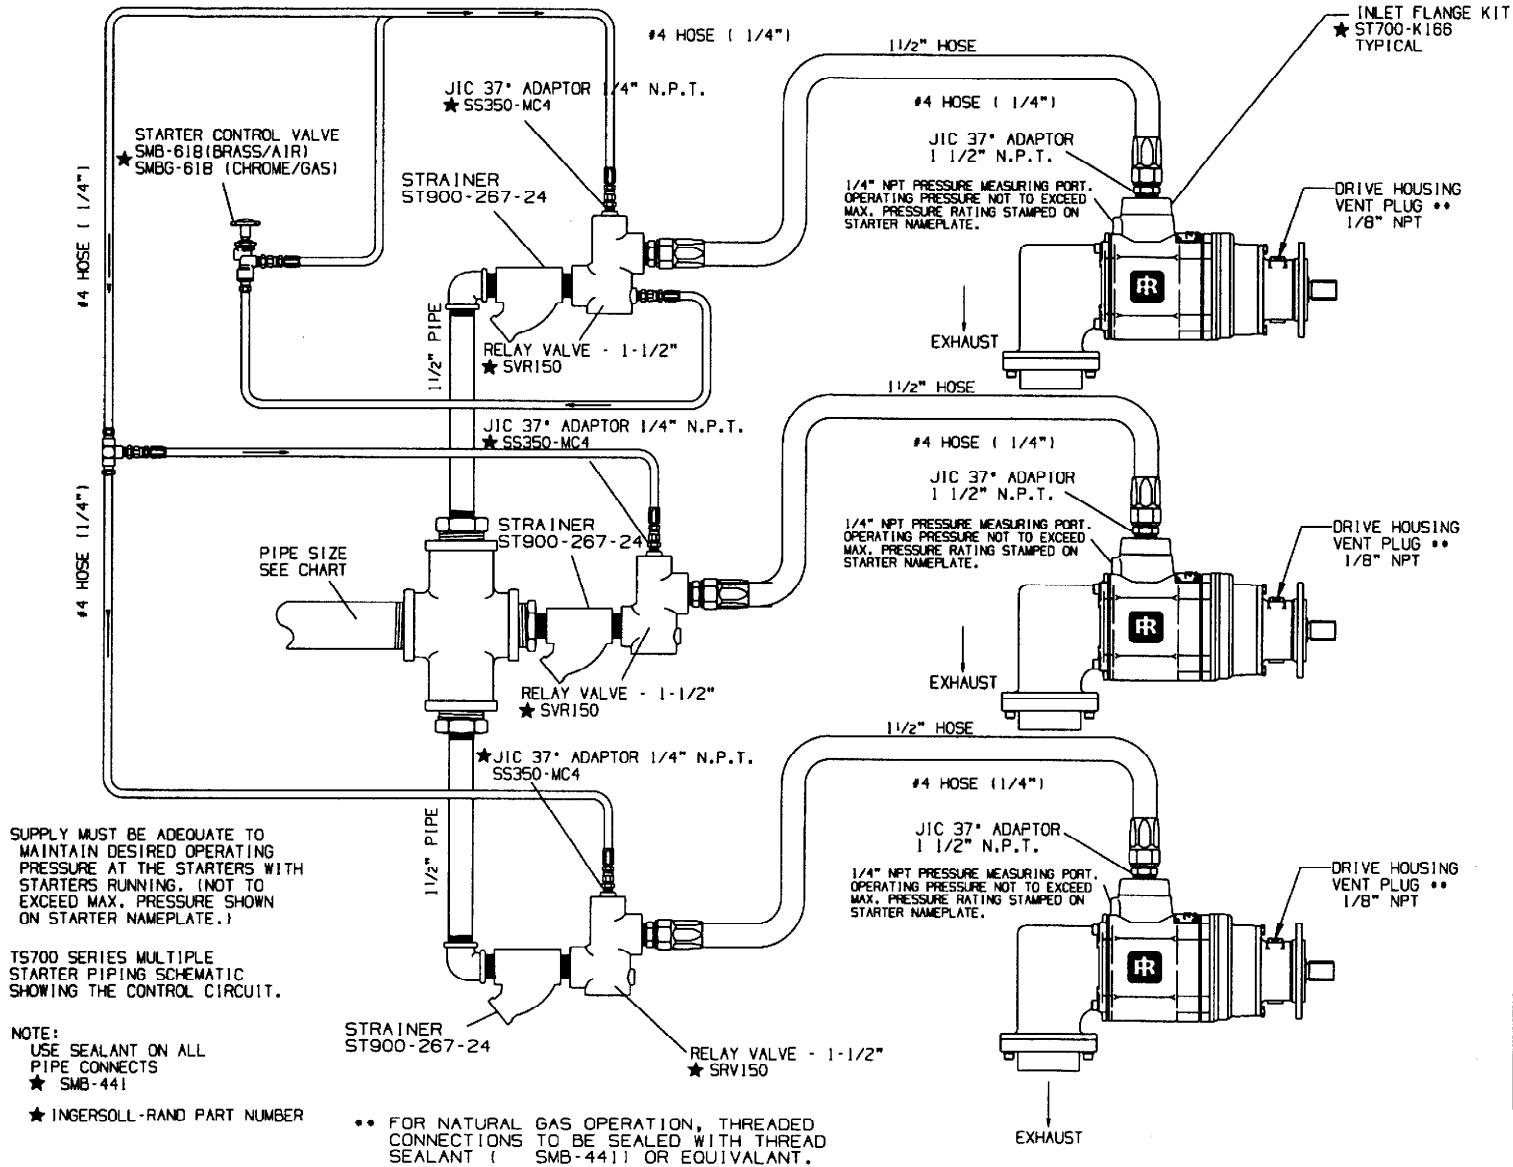 INLET FLANGE KIT
★ ST700-K166
TYPICAL
#4 HOSE ( 1/4")
1 1/2" HOSE
JIC 37° ADAPTOR 1/4" N.P.T.
★ SS350-MC4
#4 HOSE ( 1/4")
STARTER CONTROL VALVE
SMB-618(BRASS/AIR)
★ SMBG-618 (CHROME/GAS)
JIC 37° ADAPTOR
1 1/2" N.P.T.
STRAINER
ST900-267-24
1/4" NPT PRESSURE MEASURING PORT.
OPERATING PRESSURE NOT TO EXCEED
MAX. PRESSURE RATING STAMPED ON
STARTER NAMEPLATE.
DRIVE HOUSING
VENT PLUG **
1/8" NPT
#4 HOSE ( 1/4")
IR
EXHAUST
1 1/2" PIPE
RELAY VALVE - 1-1/2"
★ SVR150
1 1/2" HOSE
JIC 37° ADAPTOR 1/4" N.P.T.
★ SS350-MC4
#4 HOSE ( 1/4")
JIC 37° ADAPTOR
1 1/2" N.P.T.
#4 HOSE (1/4")
STRAINER
ST900-267-24
1/4" NPT PRESSURE MEASURING PORT.
OPERATING PRESSURE NOT TO EXCEED
MAX. PRESSURE RATING STAMPED ON
STARTER NAMEPLATE.
DRIVE HOUSING
VENT PLUG **
1/8" NPT
PIPE SIZE
SEE CHART
IR
EXHAUST
RELAY VALVE - 1-1/2"
★ SVR150
1 1/2" HOSE
★ JIC 37° ADAPTOR 1/4" N.P.T.
SS350-MC4
#4 HOSE (1/4")
1 1/2" PIPE
JIC 37° ADAPTOR
1 1/2" N.P.T.
1/4" NPT PRESSURE MEASURING PORT.
OPERATING PRESSURE NOT TO EXCEED
MAX. PRESSURE RATING STAMPED ON
STARTER NAMEPLATE.
DRIVE HOUSING
VENT PLUG **
1/8" NPT
IR
SUPPLY MUST BE ADEQUATE TO
MAINTAIN DESIRED OPERATING
PRESSURE AT THE STARTERS WITH
STARTERS RUNNING. (NOT TO
EXCEED MAX. PRESSURE SHOWN
ON STARTER NAMEPLATE.)
TS700 SERIES MULTIPLE
STARTER PIPING SCHEMATIC
SHOWING THE CONTROL CIRCUIT.
STRAINER
ST900-267-24
RELAY VALVE - 1-1/2"
★ SRV150
NOTE:
USE SEALANT ON ALL
PIPE CONNECTS
★ SMB-441
★ INGERSOLL-RAND PART NUMBER
** FOR NATURAL GAS OPERATION, THREADED
CONNECTIONS TO BE SEALED WITH THREAD
SEALANT ( SMB-441) OR EQUIVALANT.
EXHAUST